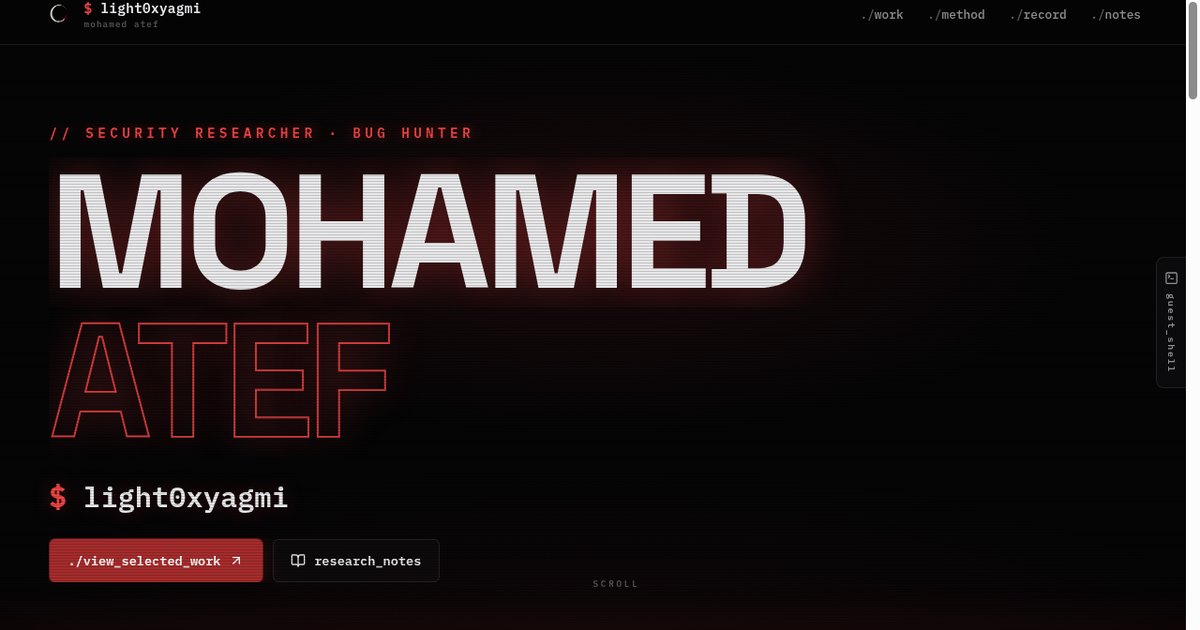 $ light0xyagmi
mohamed atef
./work ./method ./record ./notes
// SECURITY RESEARCHER · BUG HUNTER
MOHAMED
ATEF
$ light0xyagmi
./view_selected_work
research_notes
SCROLL
guest_shell